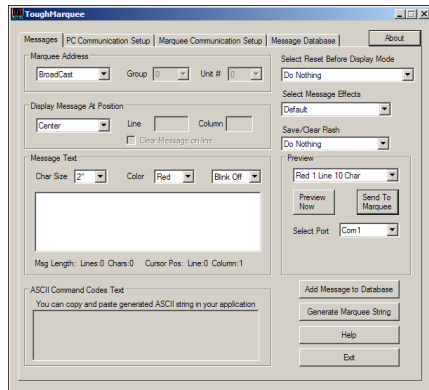 ToughMarquee
Messages PC Communication Setup Marquee Communication Setup Message Database About
Marquee Address
BroadCast Group 0 Unit # 0
Select Reset Before Display Mode
Do Nothing
Select Message Effects
Default
Display Message At Position
Center Line Column
Clear Message on line
Save/Clear Flash
Do Nothing
Message Text
Char Size 2" Color Red Blink Off
Msg Length: Lines:0 Chars:0 Cursor Pos: Line:0 Column:1
Preview
Red 1 Line 10 Char
Preview
Now
Send To
Marquee
Select Port Com1
ASCII Command Codes Text
You can copy and paste generated ASCII string in your application
Add Message to Database
Generate Marquee String
Help
Exit